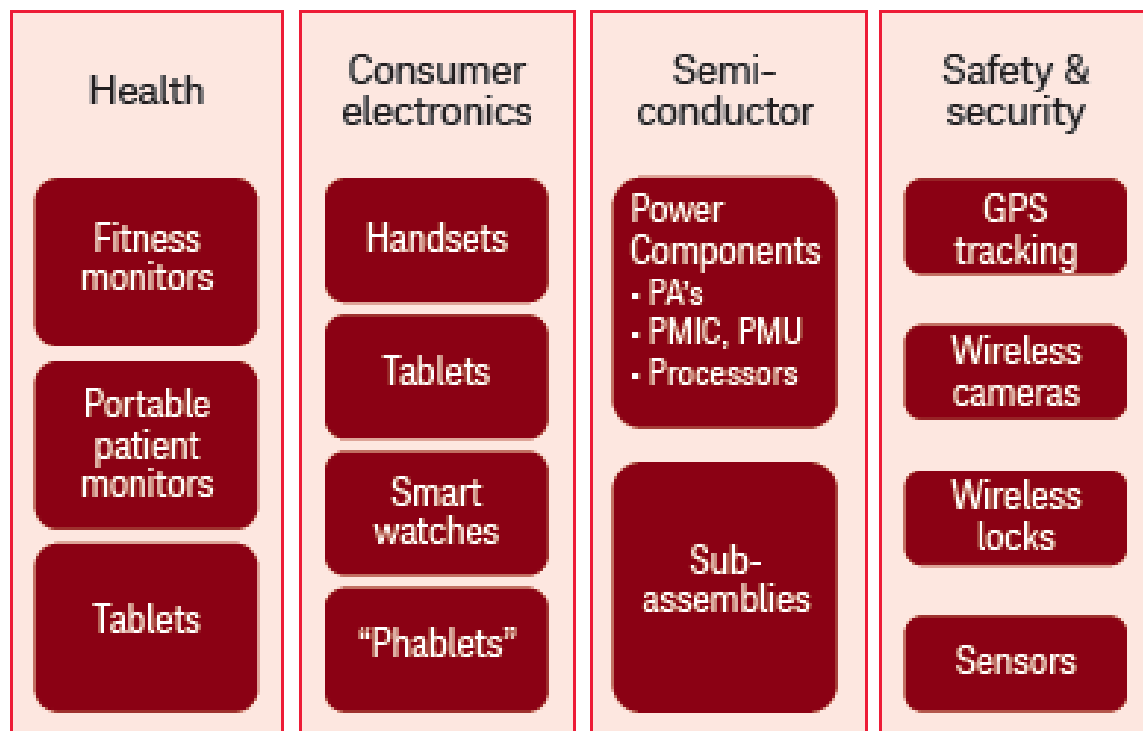 Health
Fitness
monitors
Portable
patient
monitors
Tablets
Consumer
electronics
Handsets
Tablets
Smart
watches
“Phablets”
Semi-
conductor
Power
Components
▪ PA's
▪ PMIC, PMU
▪ Processors
Sub-
assemblies
Safety &
security
GPS
tracking
Wireless
cameras
Wireless
locks
Sensors